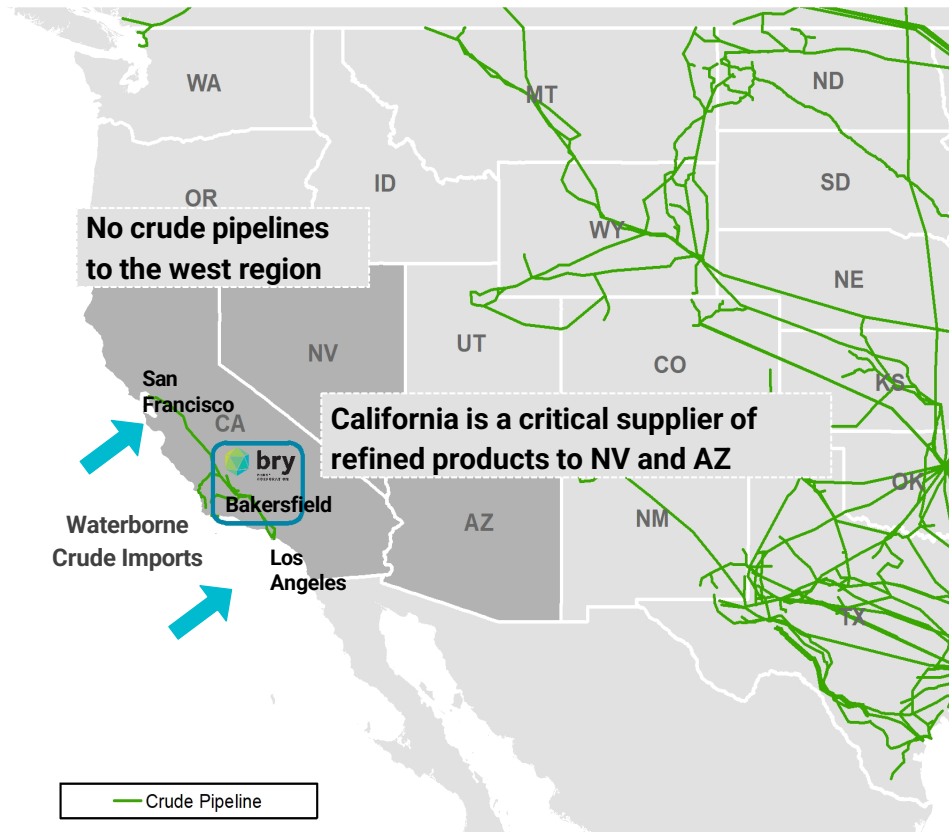 WA
MT
ND
OR
ID
SD
No crude pipelines
to the west region
WY
NE
NV
UT
CO
KS
San
Francisco
CA
California is a critical supplier of
refined products to NV and AZ
bry
CORPORATION
Bakersfield
OK
AZ
NM
Waterborne
Crude Imports
Los
Angeles
TX
Crude Pipeline